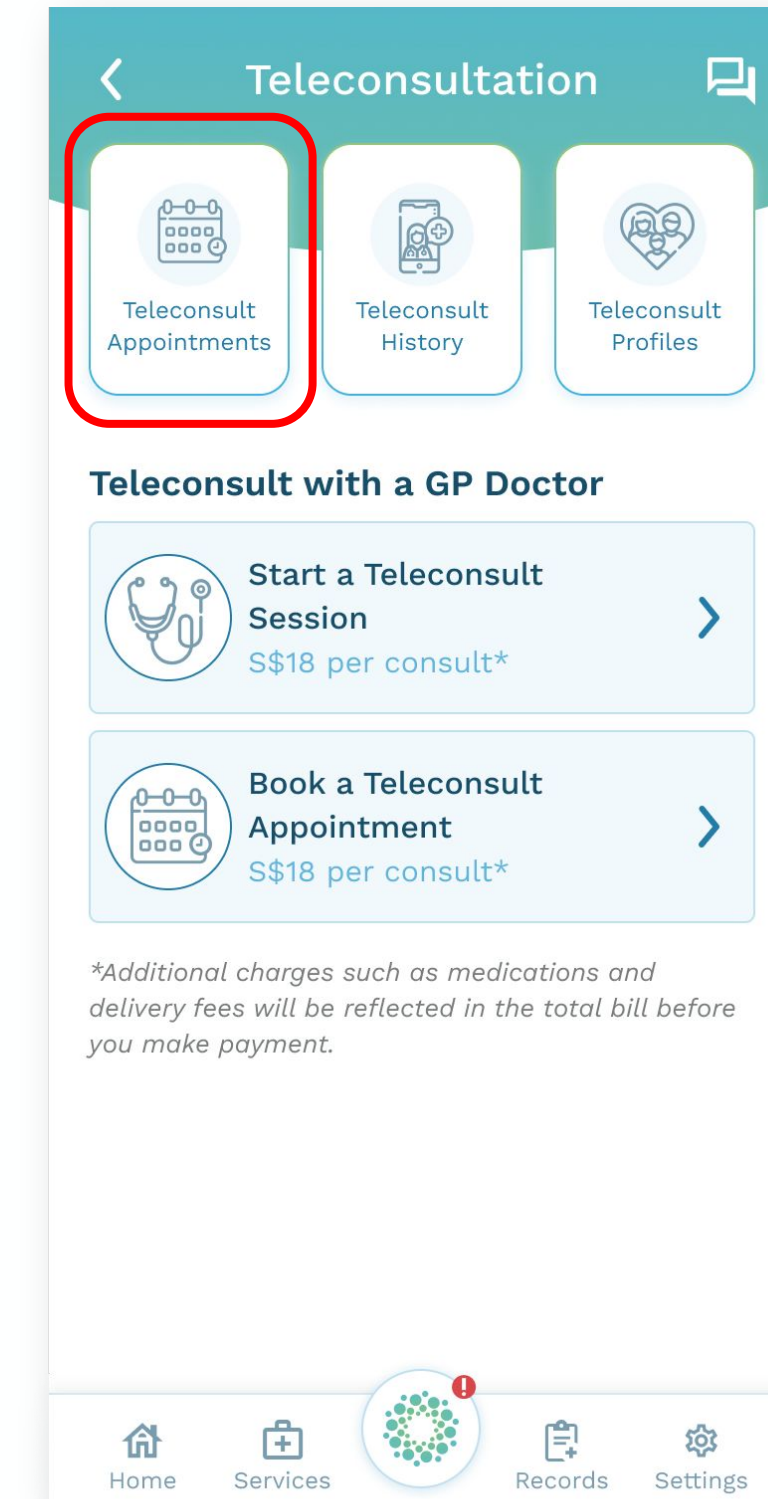 Teleconsultation
Teleconsult
Appointments
Teleconsult
History
Teleconsult
Profiles
Teleconsult with a GP Doctor
Start a Teleconsult
Session
S$18 per consult*
Book a Teleconsult
Appointment
S$18 per consult*
*Additional charges such as medications and
delivery fees will be reflected in the total bill before
you make payment.
Home
Services
Records
Settings